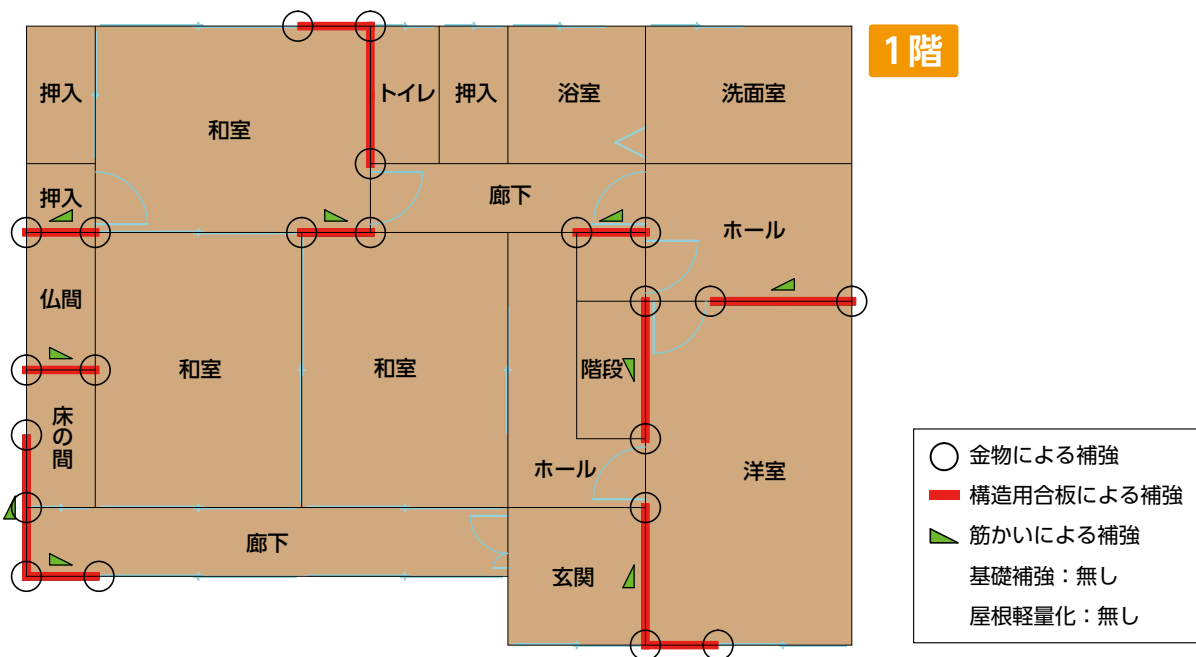 1階
押入
和室
トイレ
押入
浴室
洗面室
押入
廊下
ホール
仏間
和室
和室
階段
床の間
ホール
洋室
廊下
玄関
金物による補強
構造用合板による補強
筋かいによる補強
基礎補強：無し
屋根軽量化：無し